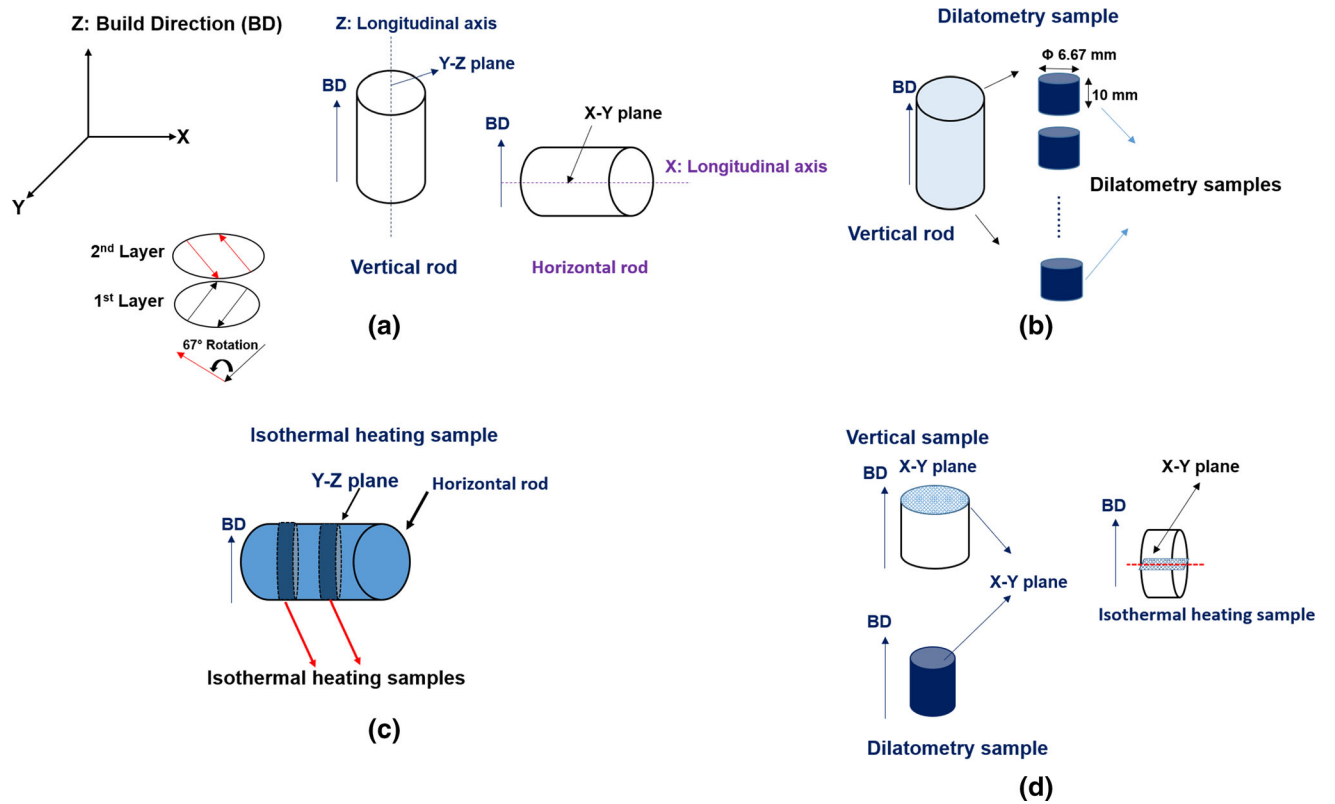 Z: Build Direction (BD)
X
Y
2nd Layer
1st Layer
67° Rotation
Z: Longitudinal axis
Y-Z plane
BD
Vertical rod
BD
X-Y plane
X: Longitudinal axis
Horizontal rod
(a)
Dilatometry sample
Φ 6.67 mm
10 mm
BD
Dilatometry samples
Vertical rod
(b)
Isothermal heating sample
Y-Z plane
Horizontal rod
BD
Isothermal heating samples
(c)
Vertical sample
X-Y plane
BD
X-Y plane
BD
Dilatometry sample
X-Y plane
BD
Isothermal heating sample
(d)